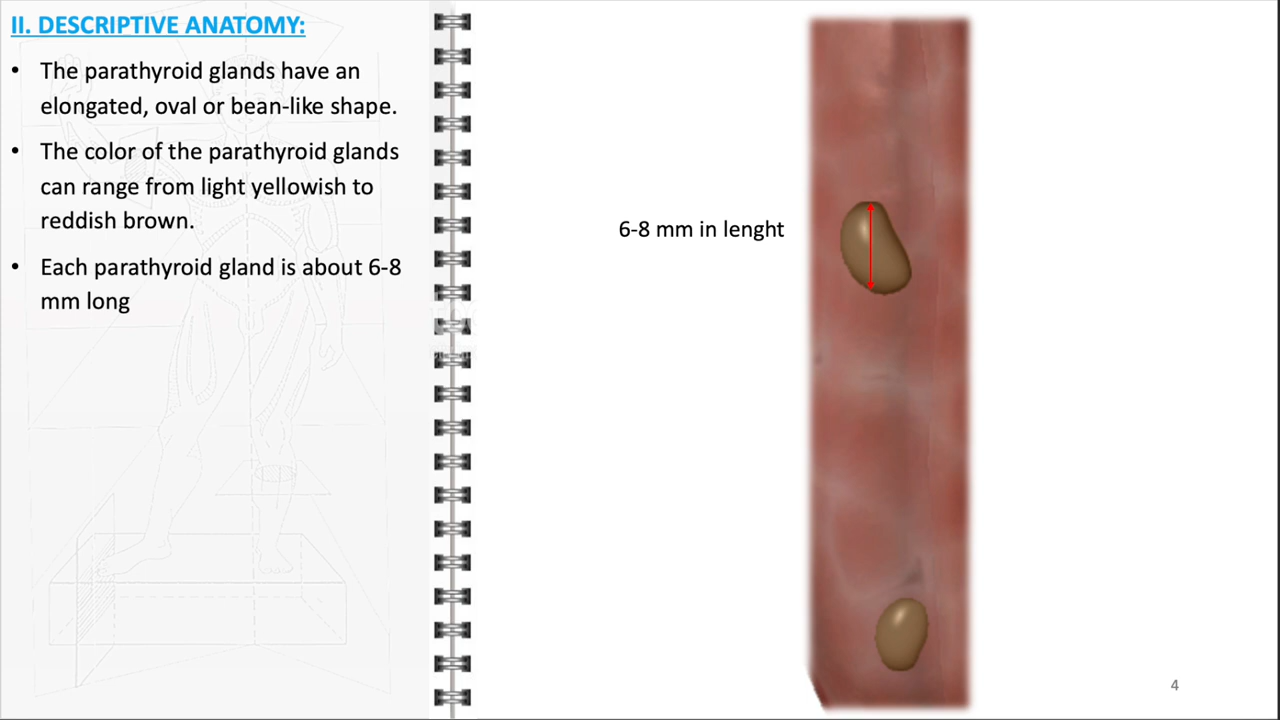 II. DESCRIPTIVE ANATOMY:
• The parathyroid glands have an
elongated, oval or bean-like shape.
• The color of the parathyroid glands
can range from light yellowish to
reddish brown.
• Each parathyroid gland is about 6-8
mm long
6-8 mm in lenght
4